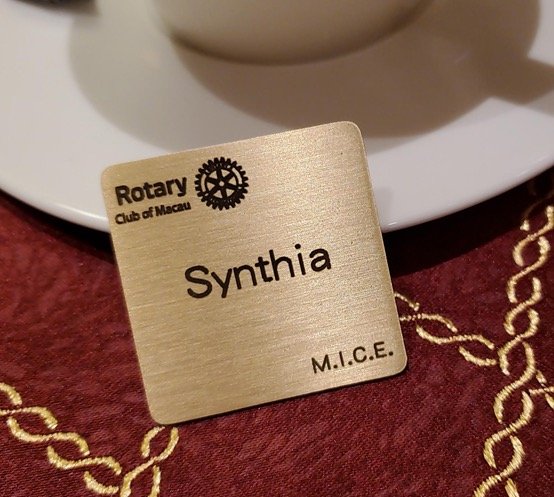 Rotary
Club of Macau
Synthia
M.I.C.E.